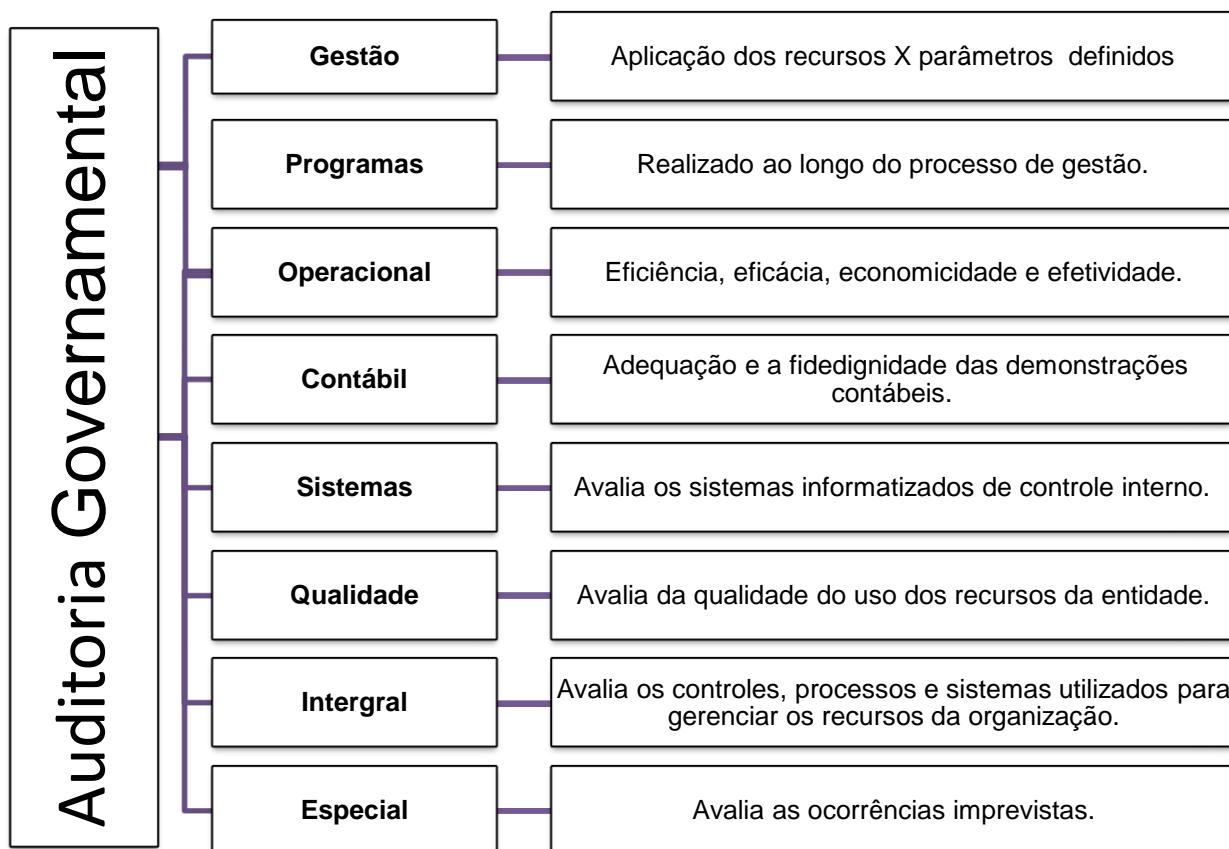 Auditoria Governamental
Gestão
Aplicação dos recursos X parâmetros definidos
Programas
Realizado ao longo do processo de gestão.
Operacional
Eficiência, eficácia, economicidade e efetividade.
Contábil
Adequação e a fidedignidade das demonstrações
contábeis.
Sistemas
Avalia os sistemas informatizados de controle interno.
Qualidade
Avalia da qualidade do uso dos recursos da entidade.
Intergral
Avalia os controles, processos e sistemas utilizados para
gerenciar os recursos da organização.
Especial
Avalia as ocorrências imprevistas.